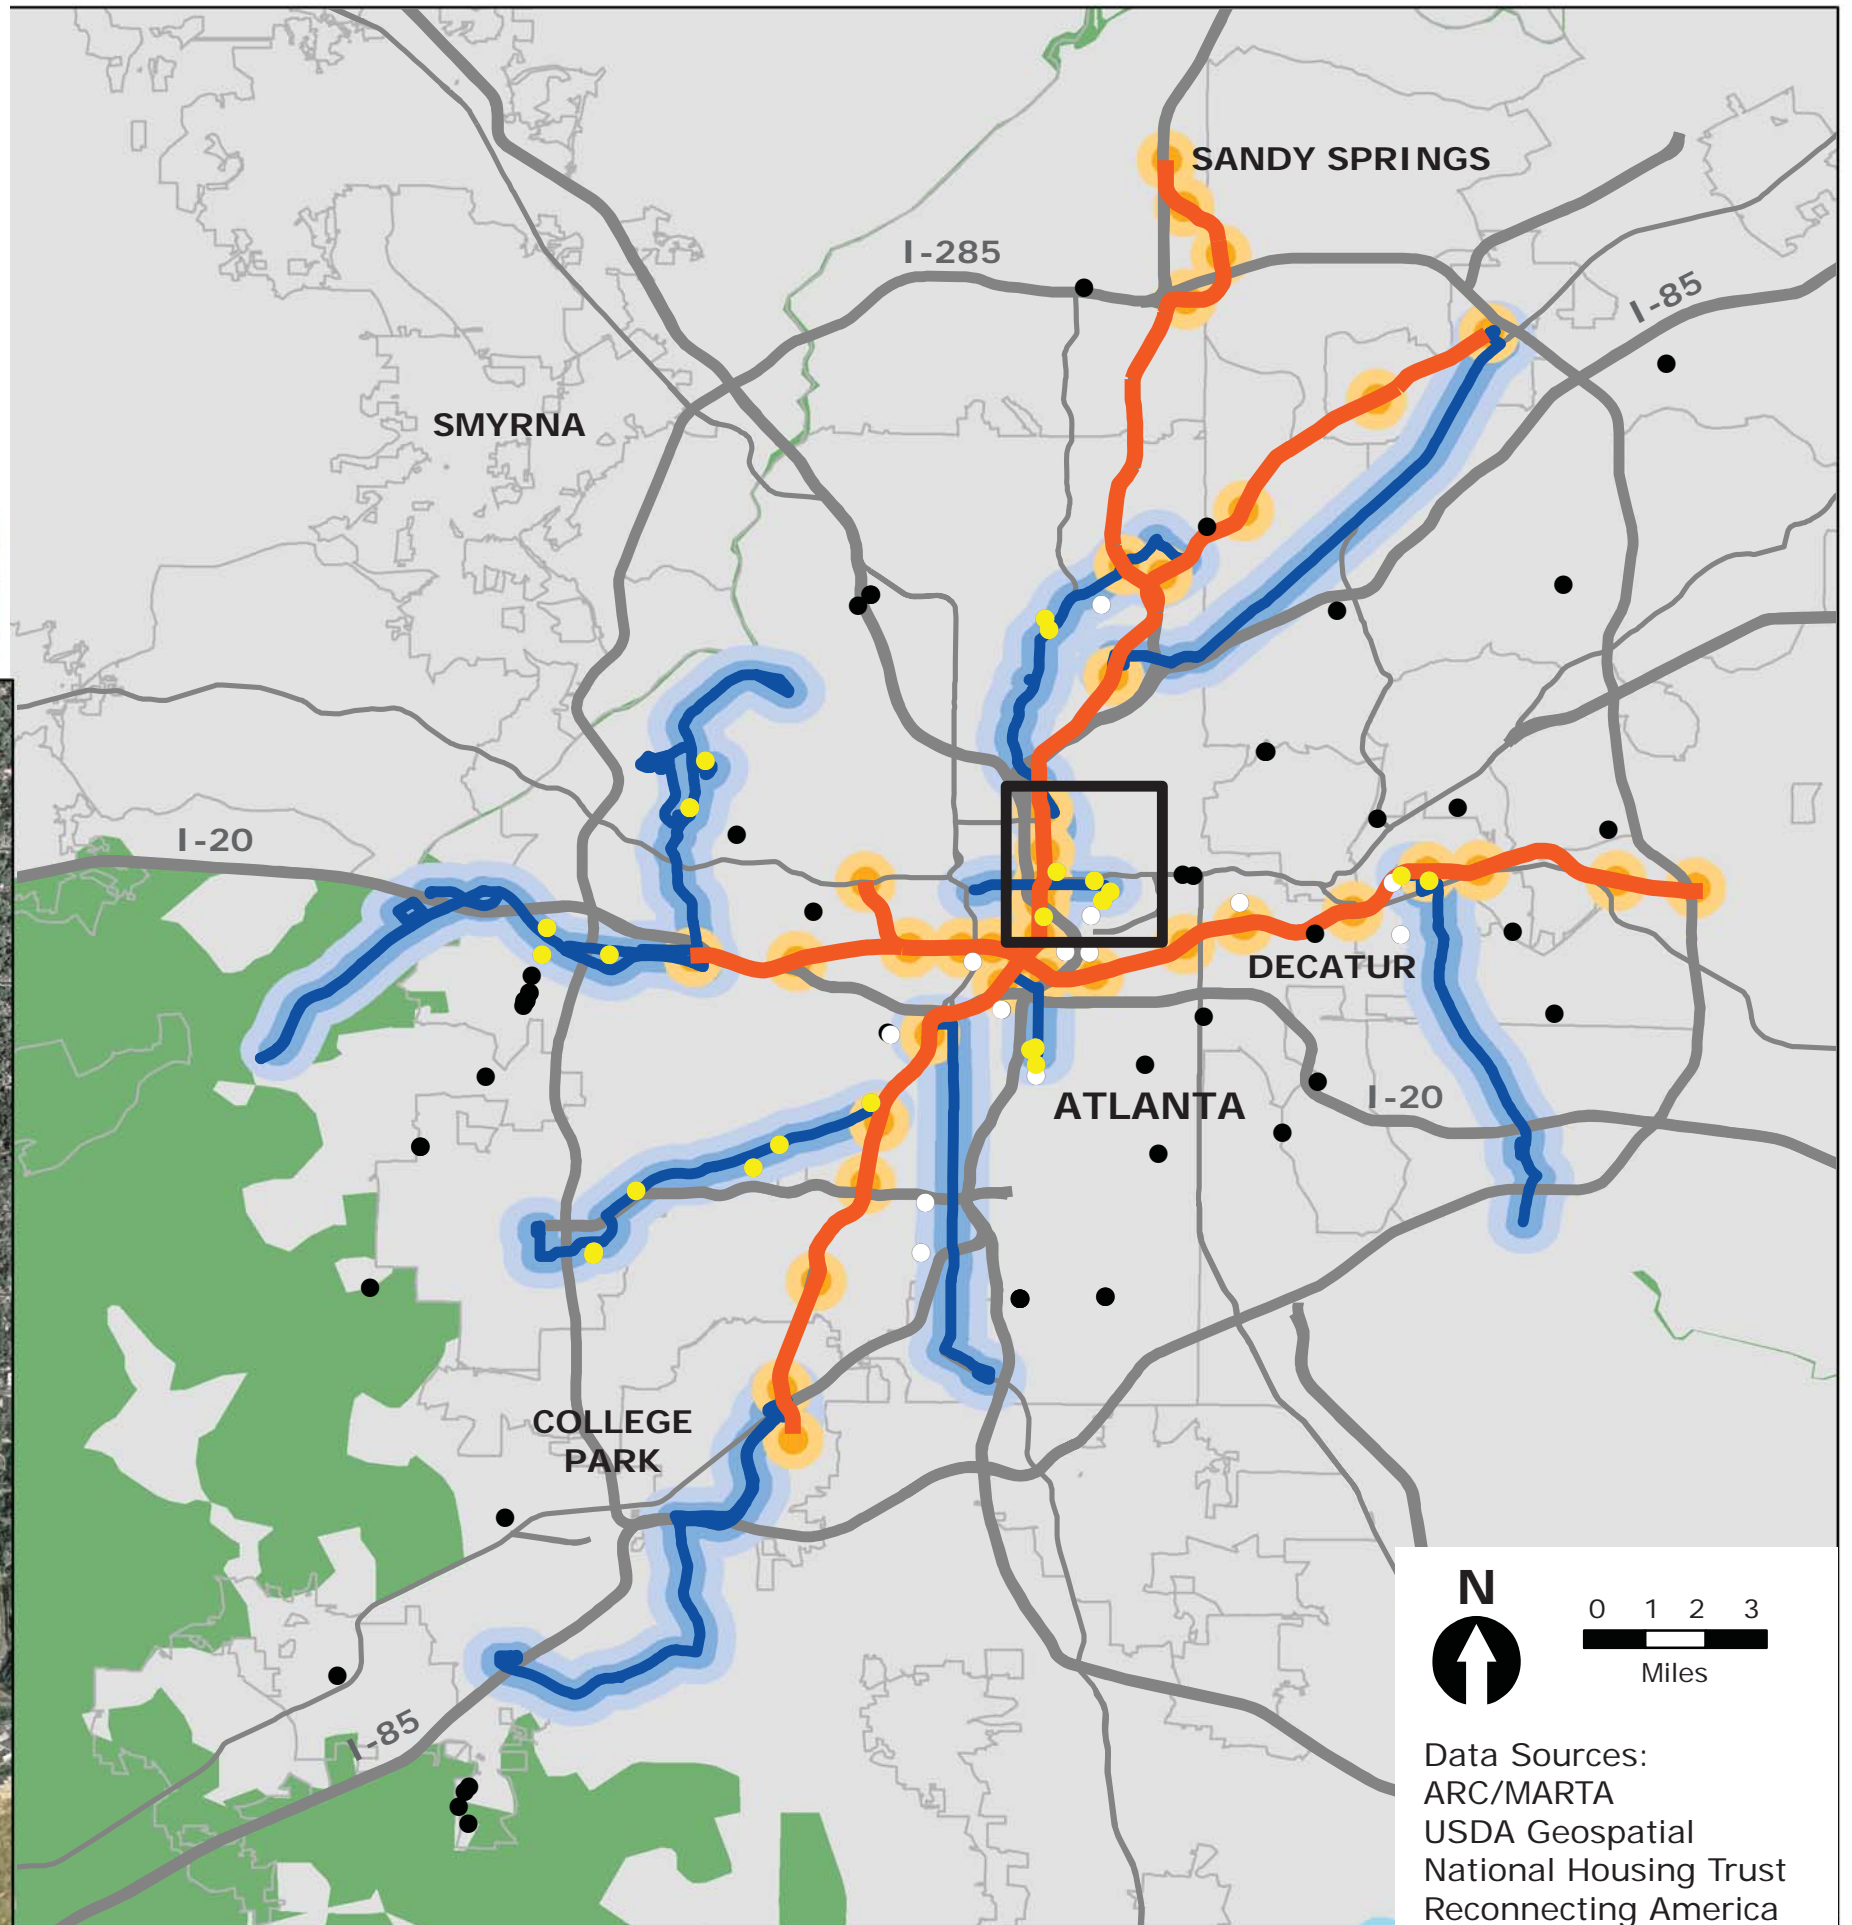 SANDY SPRINGS
I-285
I-85
SMYRNA
I-20
DECATUR
ATLANTA
I-20
COLLEGE
PARK
I-85
N
0 1 2 3
Miles
Data Sources:
ARC/MARTA
USDA Geospatial
National Housing Trust
Reconnecting America